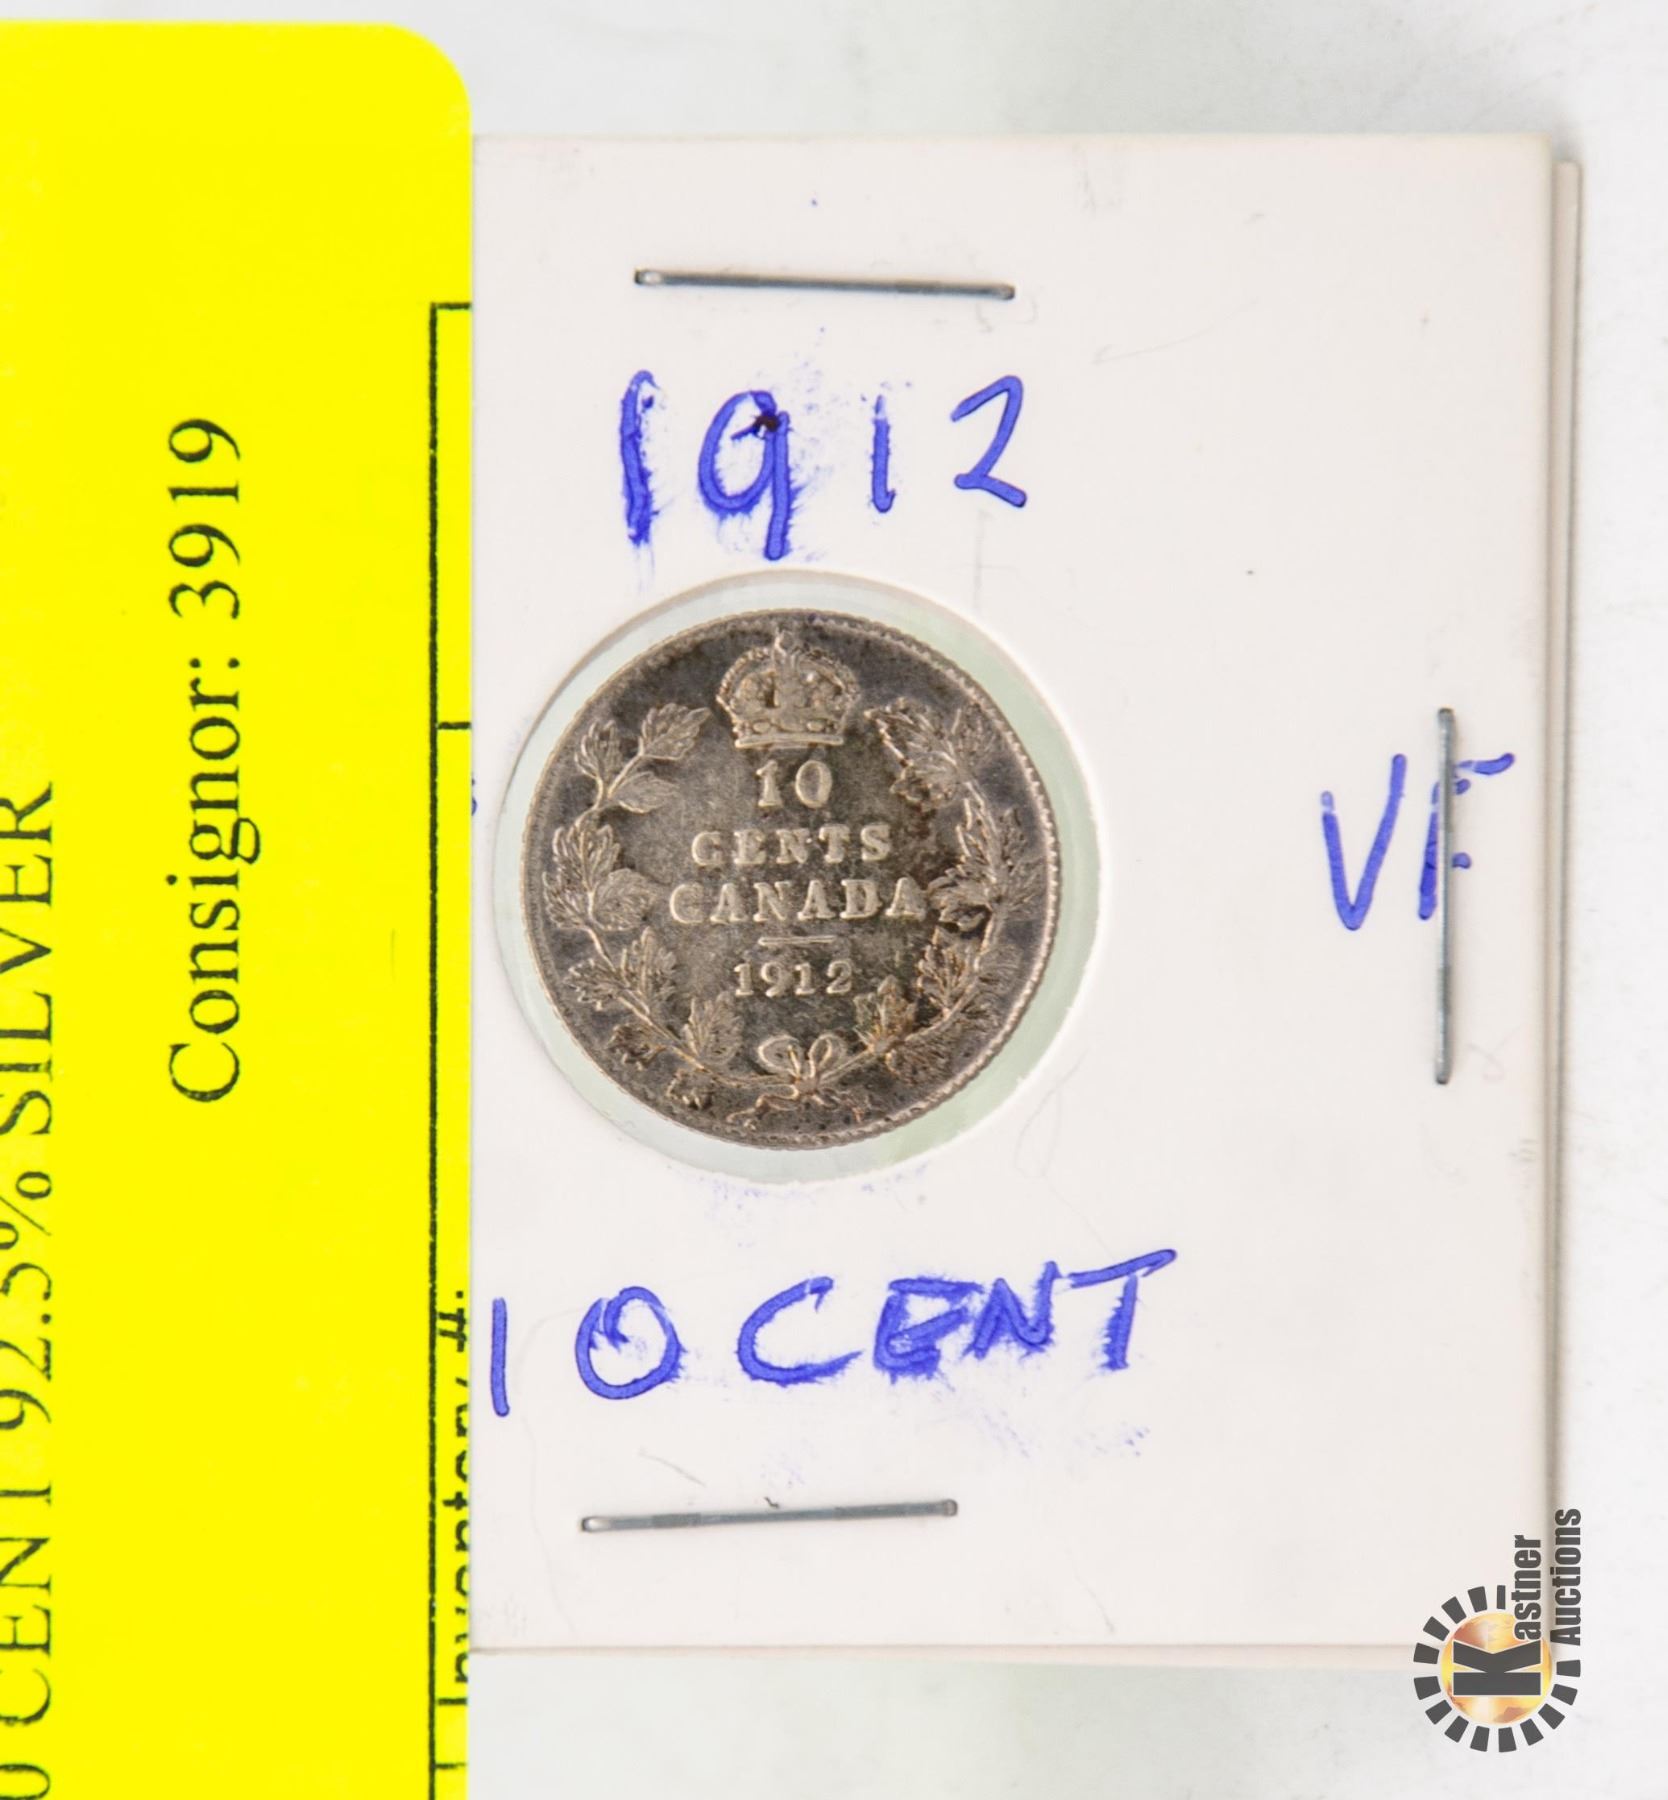 0 CENT 92.5% SILVER
Consignor: 3919
Inventory #:
1912
10
CENTS
CANADA
1912
VF
10 CENT
Kastner
Auctions